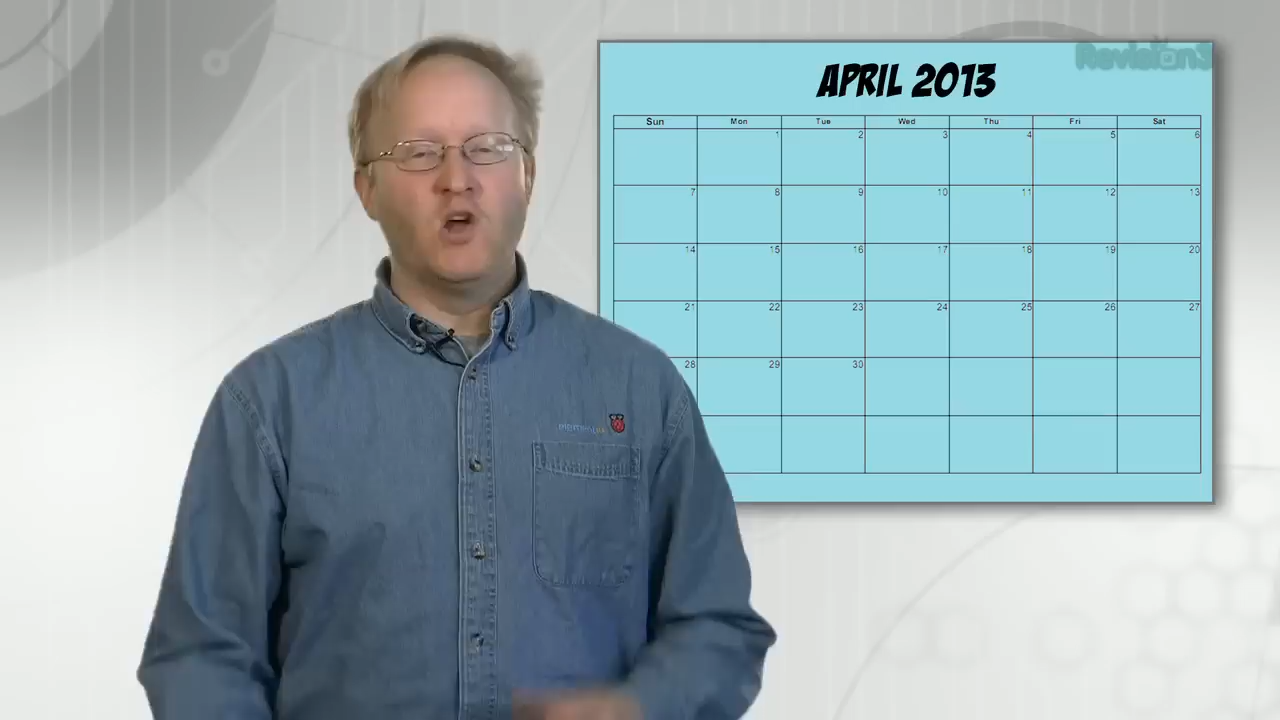 Revision3
APRIL 2013
Sun Mon Tue Wed Thu Fri Sat
1 2 3 4 5 6
7 8 9 10 11 12 13
14 15 16 17 18 19 20
21 22 23 24 25 26 27
28 29 30
element14